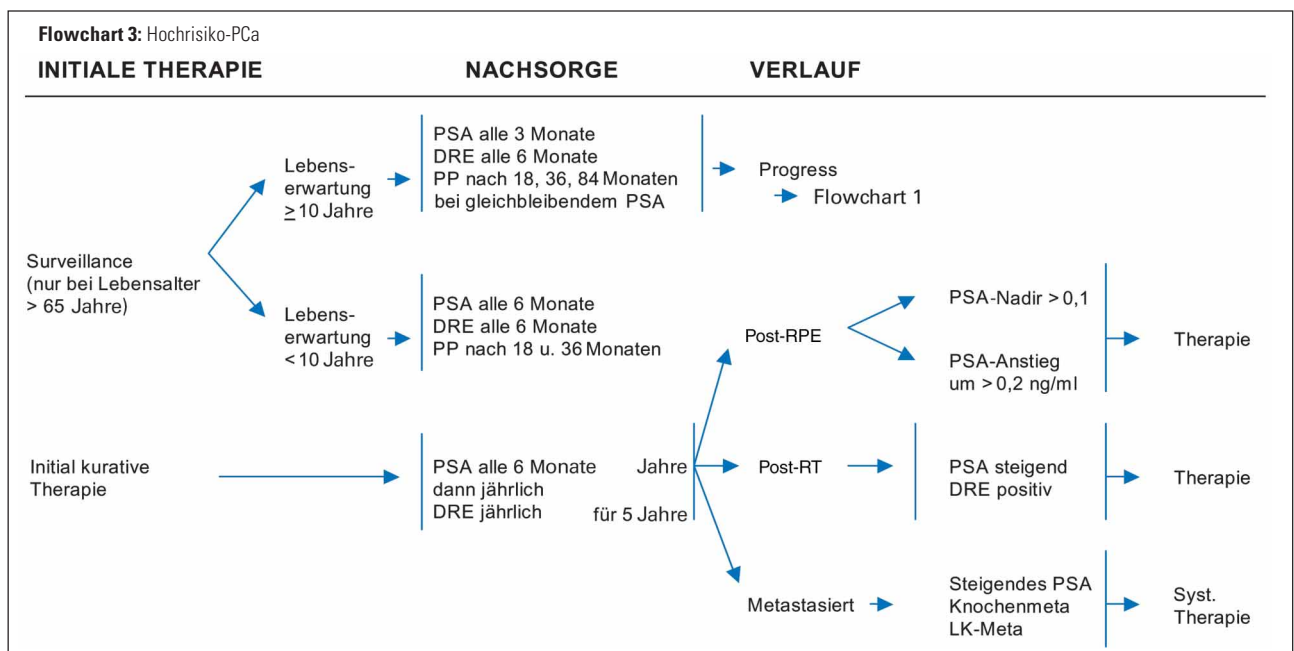 Flowchart 3: Hochrisiko-PCa
INITIALE THERAPIE
NACHSORGE
VERLAUF
Surveillance
(nur bei Lebensalter
> 65 Jahre)
Lebens-
erwartung
≥10 Jahre
PSA alle 3 Monate
DRE alle 6 Monate
PP nach 18, 36, 84 Monaten
bei gleichbleibendem PSA
Progress
Flowchart 1
Lebens-
erwartung
<10 Jahre
PSA alle 6 Monate
DRE alle 6 Monate
PP nach 18 u. 36 Monaten
Initial kurative
Therapie
PSA alle 6 Monate
dann jährlich
DRE jährlich
Jahre
für 5 Jahre
Post-RPE
PSA-Nadir > 0,1
PSA-Anstieg
um > 0,2 ng/ml
Therapie
Post-RT
PSA steigend
DRE positiv
Therapie
Metastasiert
Steigendes PSA
Knochenmeta
LK-Meta
Syst.
Therapie